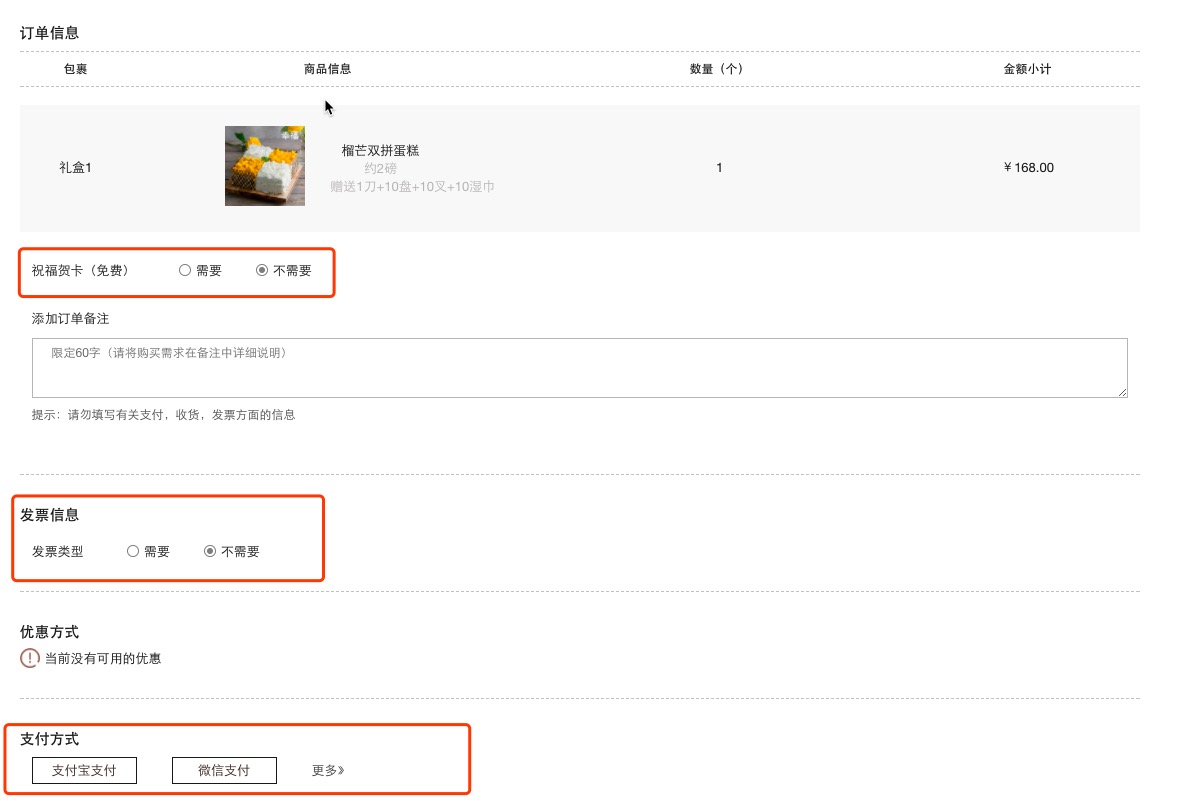 订单信息
包裹 商品信息 数量（个） 金额小计
幸福
榴芒双拼蛋糕
约2磅
礼盒1 1 ￥168.00
赠送1刀+10盘+10叉+10湿巾
祝福贺卡（免费） 需要 不需要
添加订单备注
限定60字（请将购买需求在备注中详细说明）
提示：请勿填写有关支付，收货，发票方面的信息
发票信息
发票类型 需要 不需要
优惠方式
当前没有可用的优惠
支付方式
支付宝支付 微信支付 更多》